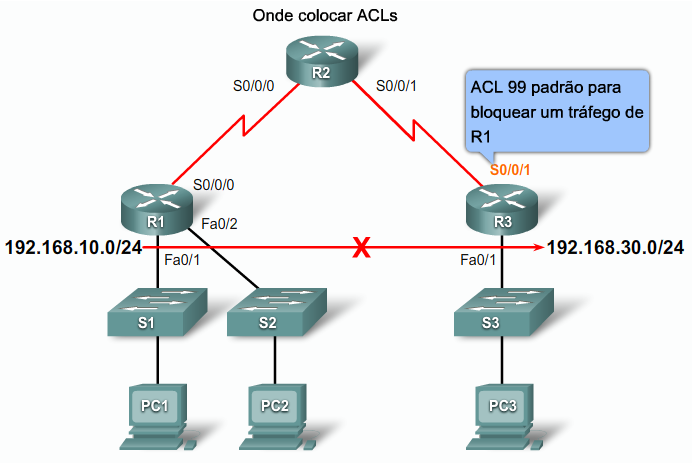 Onde colocar ACLs
R2
S0/0/0
S0/0/1
ACL 99 padrão para
bloquear um tráfego de
R1
S0/0/1
S0/0/0
R1
R3
Fa0/2
192.168.10.0/24
X
192.168.30.0/24
Fa0/1
Fa0/1
S1
S2
S3
PC1
PC2
PC3